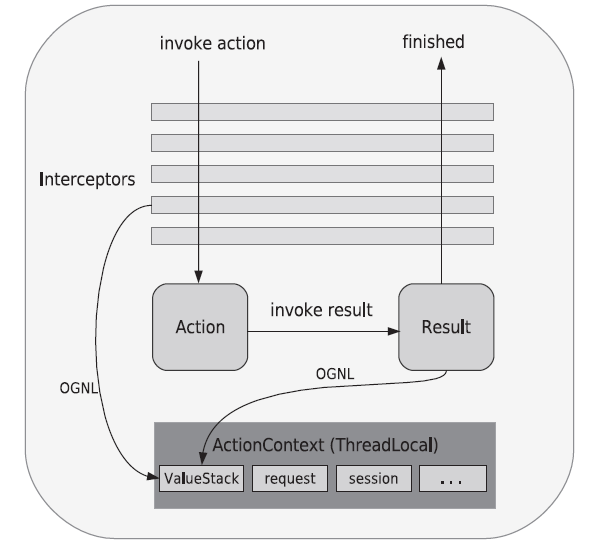 invoke action
finished
Interceptors
Action
invoke result
Result
OGNL
OGNL
ActionContext (ThreadLocal)
ValueStack
request
session
...